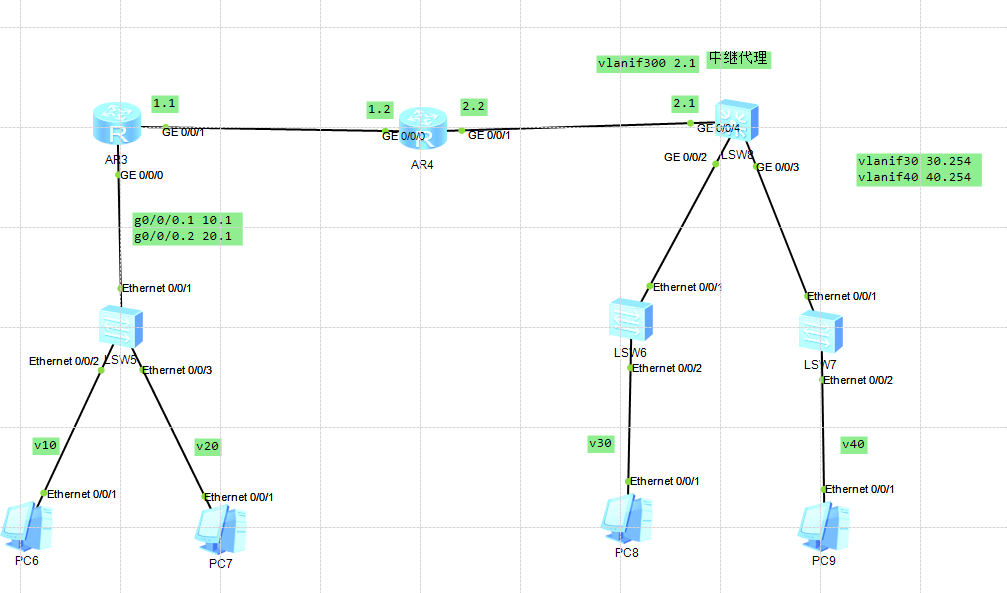 vlanif300 2.1
中继代理
1.1
1.2
2.2
2.1
GE 0/0/1
GE 0/0/0
GE 0/0/1
GE 0/0/4
R
R
AR3
AR4
LSW8
GE 0/0/2
GE 0/0/3
vlanif30 30.254
vlanif40 40.254
GE 0/0/0
g0/0/0.1 10.1
g0/0/0.2 20.1
Ethernet 0/0/1
Ethernet 0/0/
Ethernet 0/0/1
LSW5
LSW6
LSW7
Ethernet 0/0/2
Ethernet 0/0/3
Ethernet 0/0/2
Ethernet 0/0/2
v10
v20
v30
v40
Ethernet 0/0/1
Ethernet 0/0/1
Ethernet 0/0/1
Ethernet 0/0/1
PC6
PC7
PC8
PC9